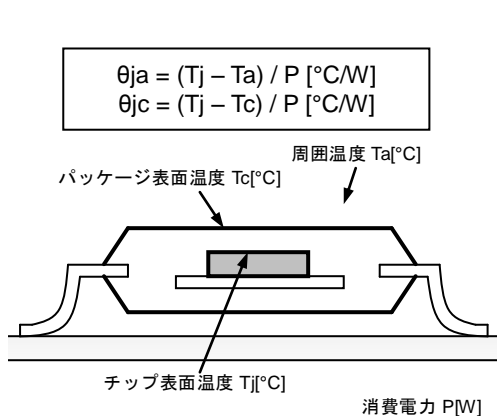 θja = (Tj – Ta) / P [°C/W]
θjc = (Tj – Tc) / P [°C/W]
周囲温度 Ta[°C]
パッケージ表面温度 Tc[°C]
チップ表面温度 Tj[°C]
消費電力 P[W]